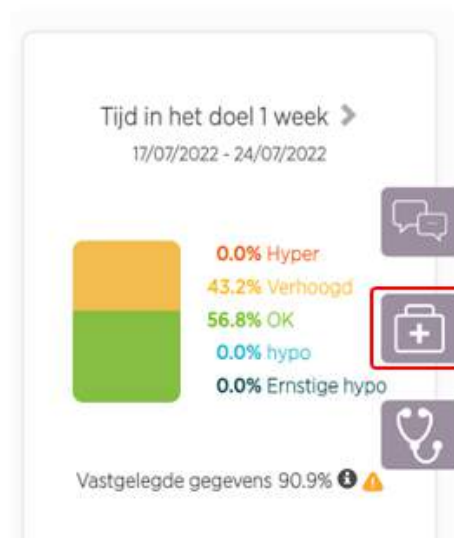 Tijd in het doel 1 week
17/07/2022 - 24/07/2022
0.0% Hyper
43.2% Verhoogd
56.8% OK
0.0% hypo
0.0% Ernstige hypo
Vastgelegde gegevens 90.9%